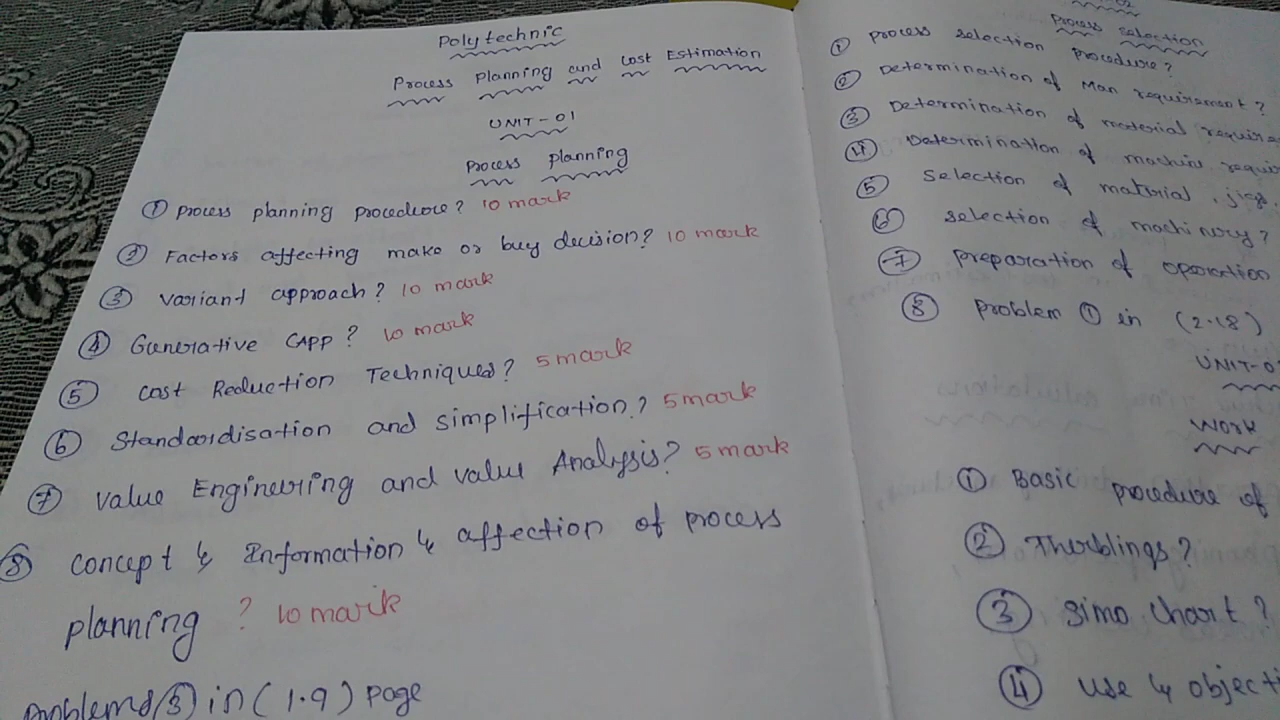 Polytechnic
Process Planning and Cost Estimation
UNIT-01
Process planning
① Process planning procedure? 10 mark
② Factors affecting make or buy decision? 10 mark
③ Variant approach? 10 mark
④ Generative CAPP? 10 mark
⑤ Cost Reduction Techniques? 5 mark
⑥ Standardisation and simplification? 5 mark
⑦ Value Engineering and value Analysis? 5 mark
⑧ Concept & Information & affection of process
planning? 10 mark
Problems ③ in (1.9) page
Process selection
① Process selection procedure?
② Determination of Man requirement?
③ Determination of material require
④ Determination of machine requi
⑤ Selection of material, jigs,
⑥ Selection of machinery?
⑦ preparation of operation
⑧ Problem ① in (2.18)
UNIT-0
Work
① Basic procedure of
② Therblings?
③ Simo Chart?
④ Use & objecti